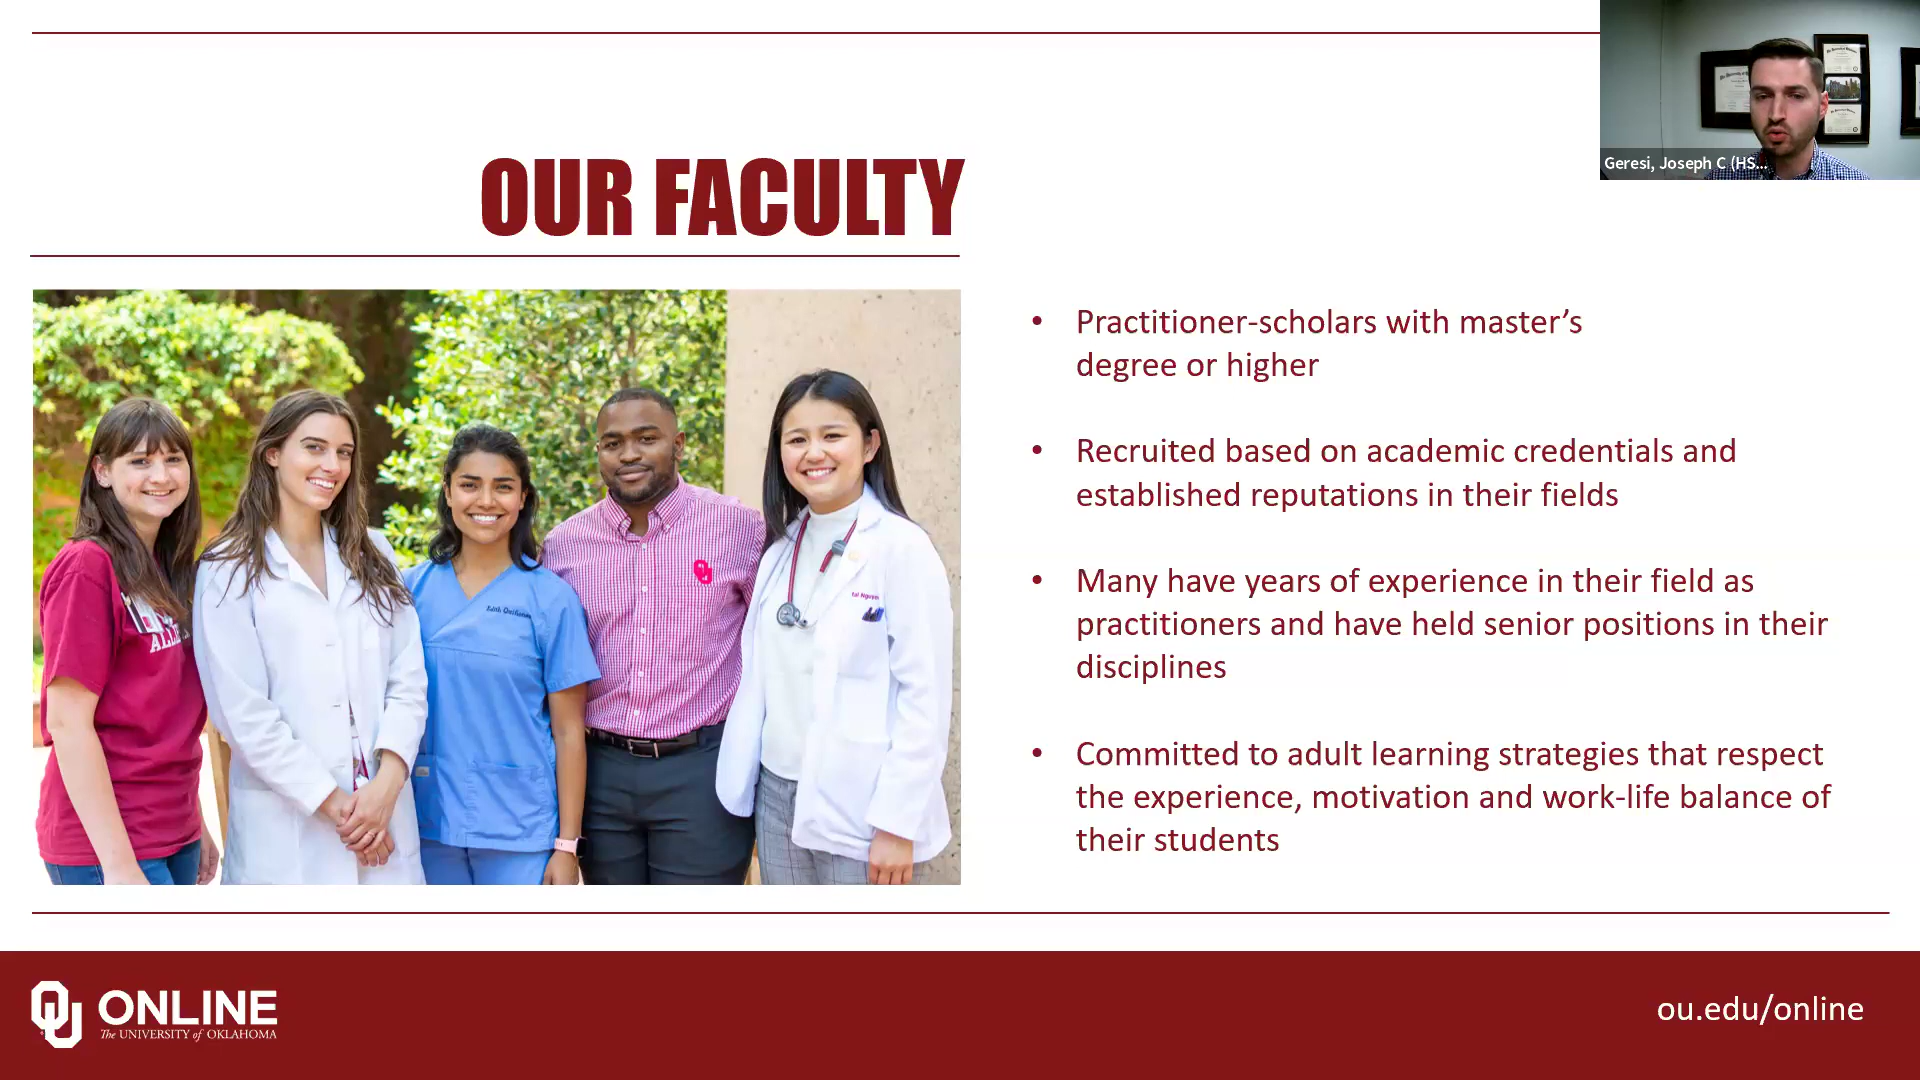 Geresi, Joseph C (HS...
OUR FACULTY
• Practitioner-scholars with master’s
degree or higher
• Recruited based on academic credentials and
established reputations in their fields
• Many have years of experience in their field as
practitioners and have held senior positions in their
disciplines
• Committed to adult learning strategies that respect
the experience, motivation and work-life balance of
their students
OU
OU ONLINE
The UNIVERSITY of OKLAHOMA
ou.edu/online